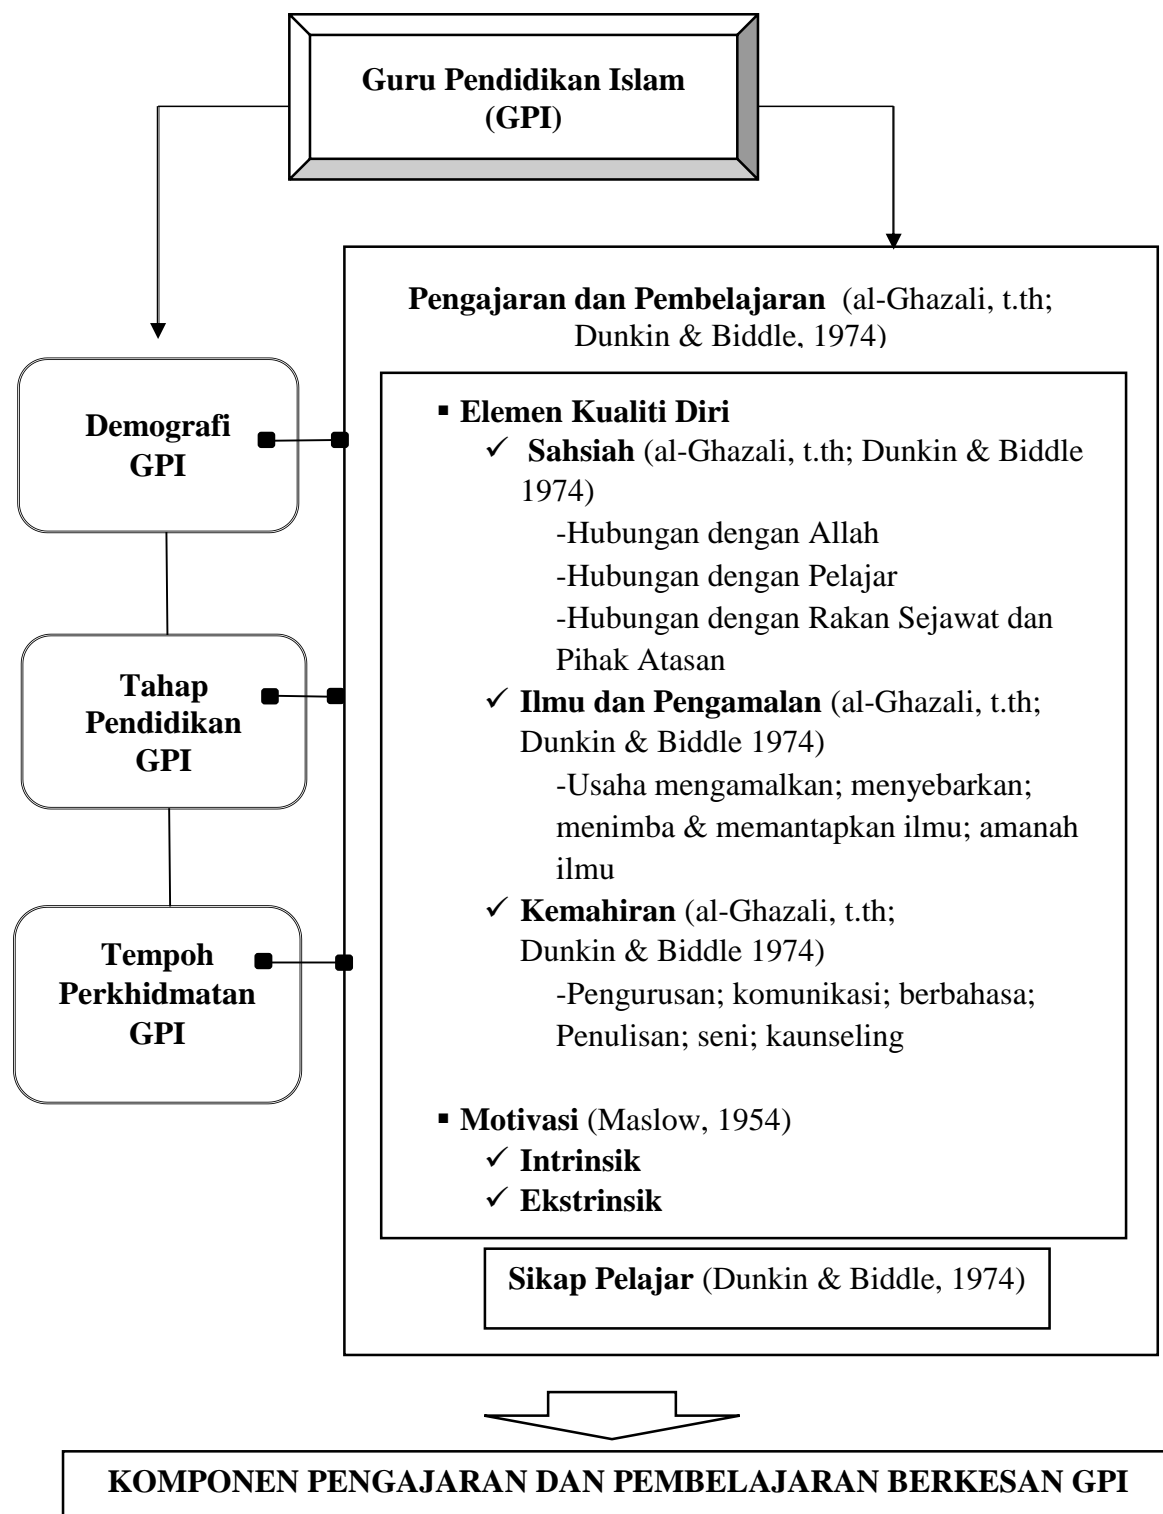 Guru Pendidikan Islam
(GPI)
Pengajaran dan Pembelajaran (al-Ghazali, t.th;
Dunkin & Biddle, 1974)
Demografi
GPI
Tahap
Pendidikan
GPI
Tempoh
Perkhidmatan
GPI
▪ Elemen Kualiti Diri
✓ Sahsiah (al-Ghazali, t.th; Dunkin & Biddle
1974)
-Hubungan dengan Allah
-Hubungan dengan Pelajar
-Hubungan dengan Rakan Sejawat dan
Pihak Atasan
✓ Ilmu dan Pengamalan (al-Ghazali, t.th;
Dunkin & Biddle 1974)
-Usaha mengamalkan; menyebarkan;
menimba & memantapkan ilmu; amanah
ilmu
✓ Kemahiran (al-Ghazali, t.th;
Dunkin & Biddle 1974)
-Pengurusan; komunikasi; berbahasa;
Penulisan; seni; kaunseling
▪ Motivasi (Maslow, 1954)
✓ Intrinsik
✓ Ekstrinsik
Sikap Pelajar (Dunkin & Biddle, 1974)
KOMPONEN PENGAJARAN DAN PEMBELAJARAN BERKESAN GPI